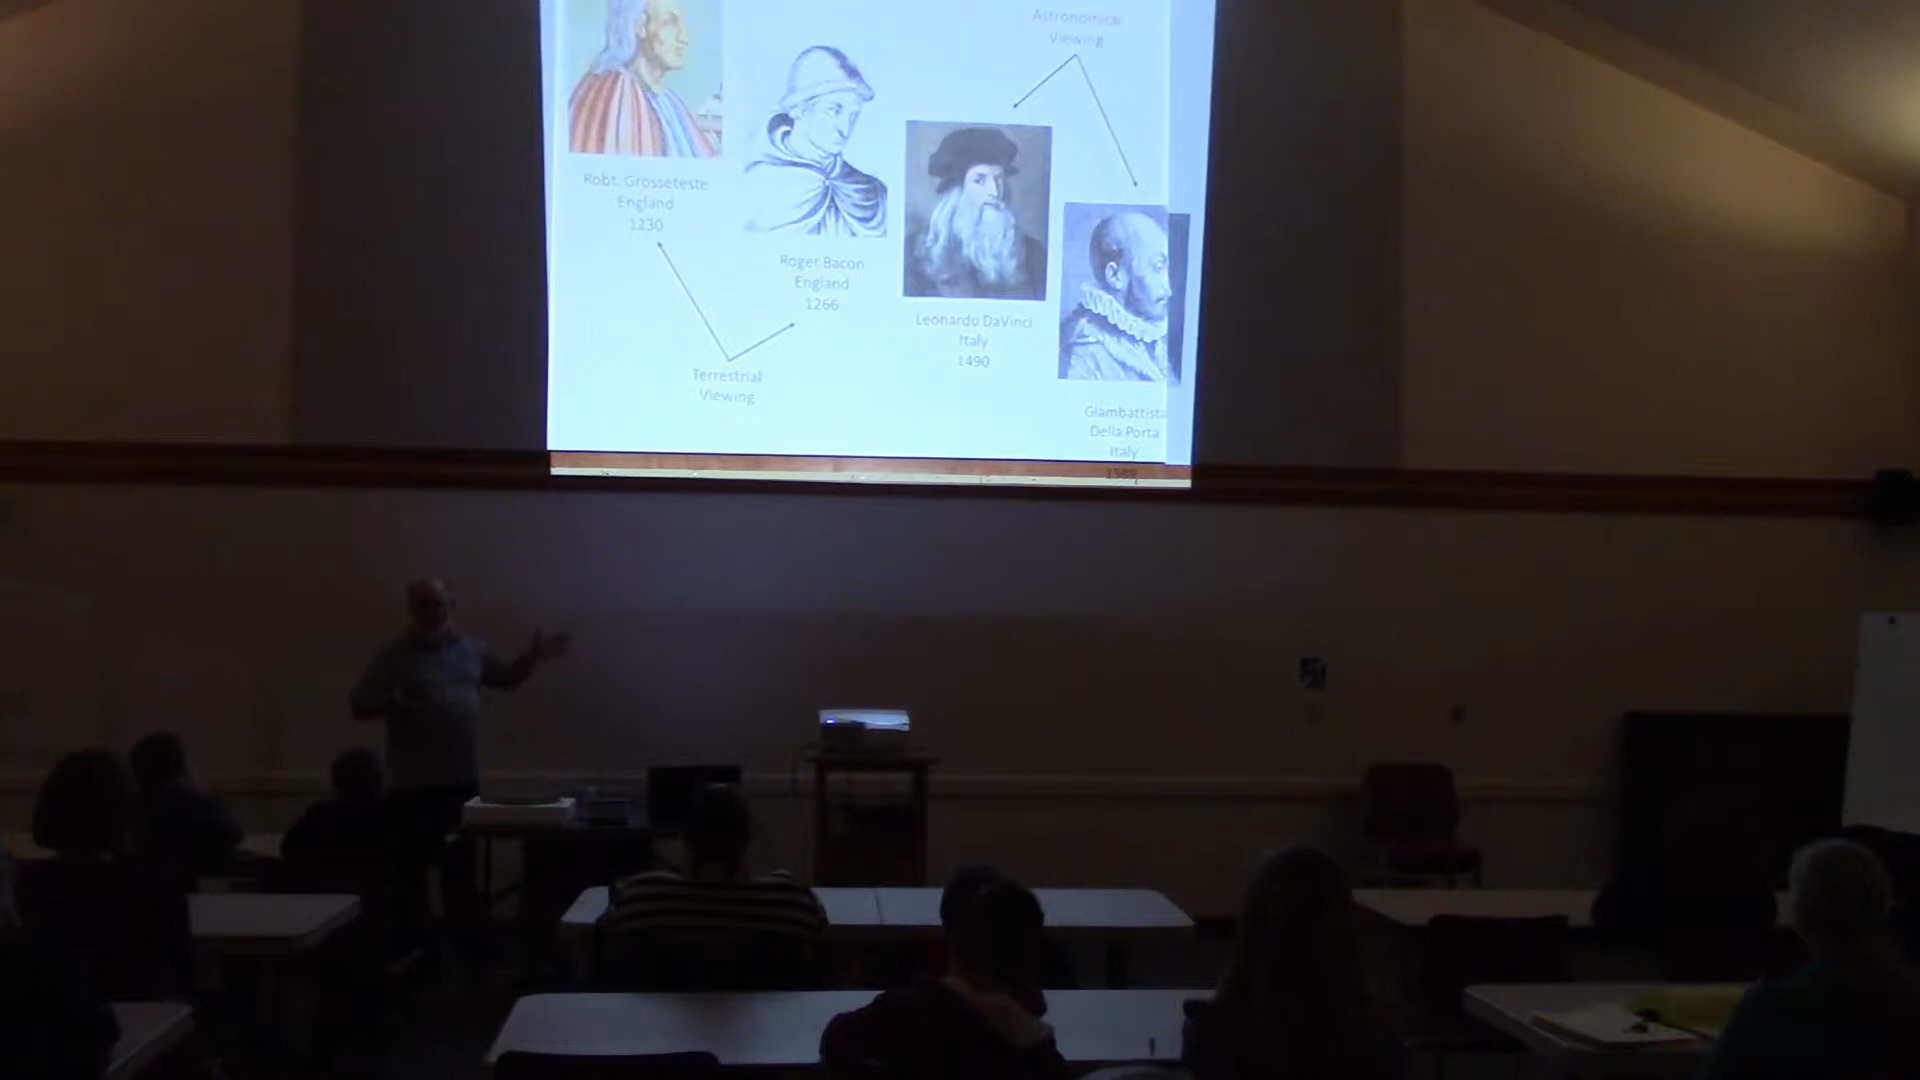 Astronomical
Viewing
Robt. Grosseteste
England
1230
Roger Bacon
England
1266
Leonardo DaVinci
Italy
1490
Terrestrial
Viewing
Giambattista
Della Porta
Italy